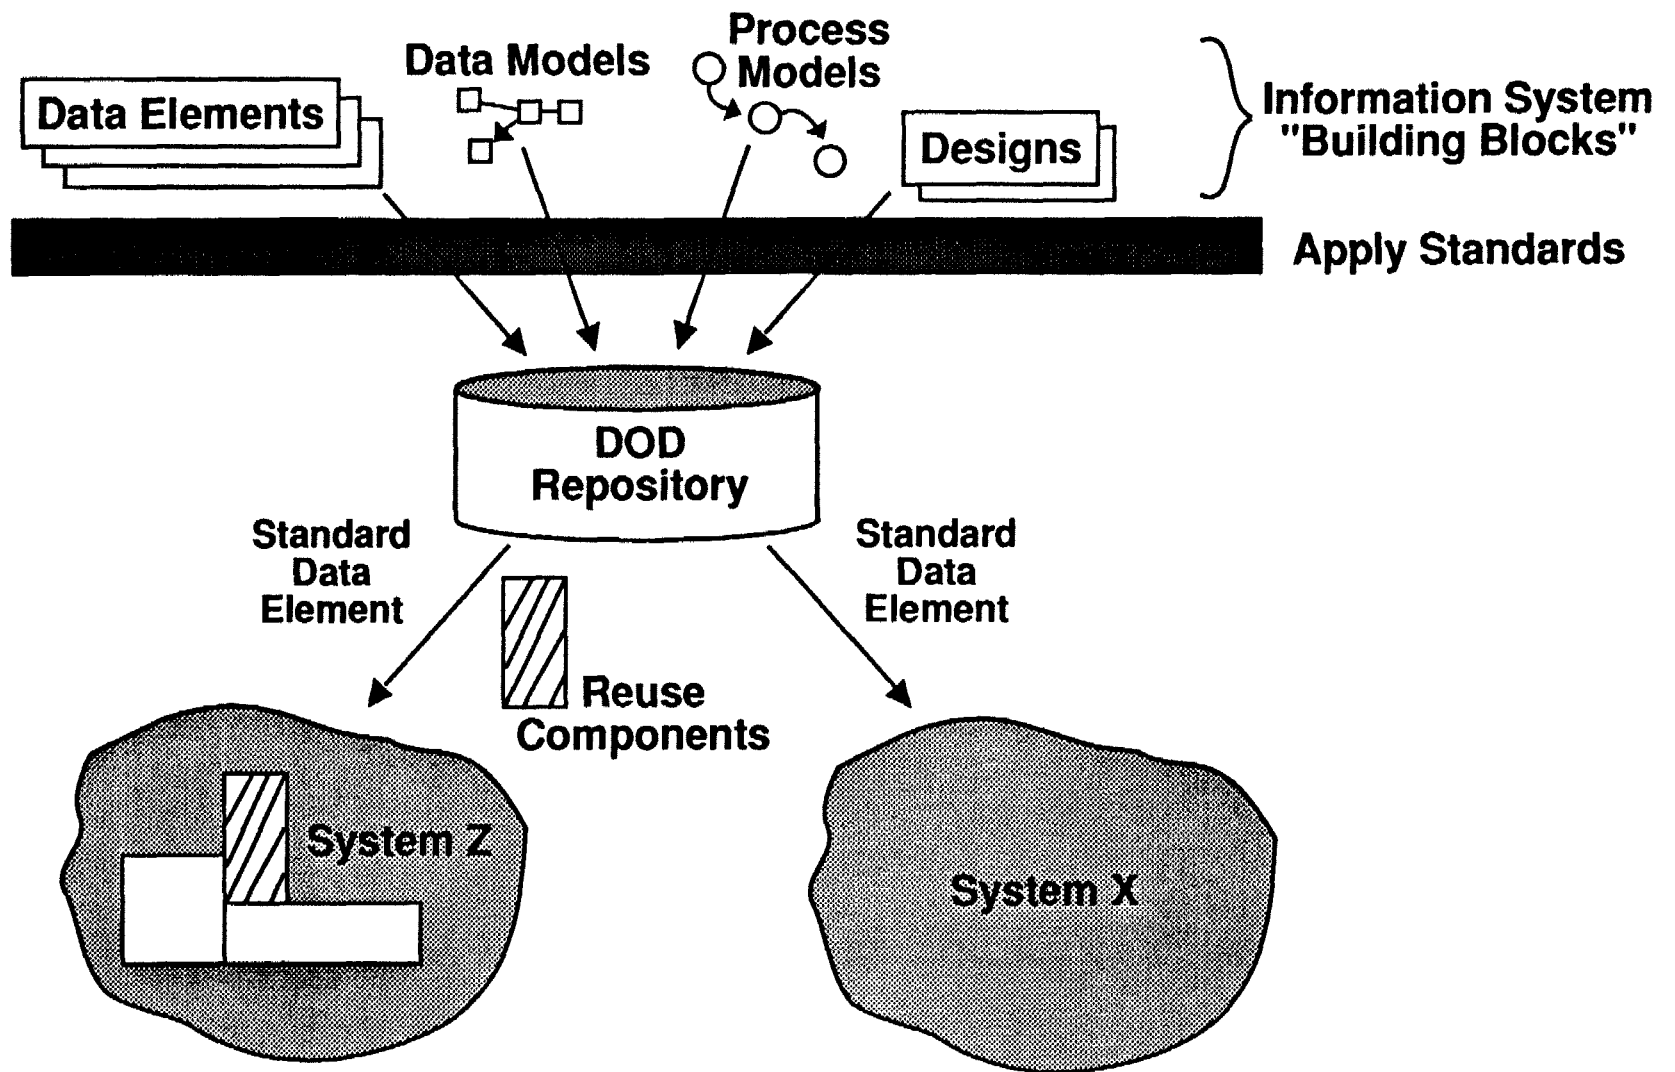 Process
Models
Data Models
Data Elements
Designs
Information System
"Building Blocks"
Apply Standards
DOD
Repository
Standard
Data
Element
Standard
Data
Element
Reuse
Components
System Z
System X